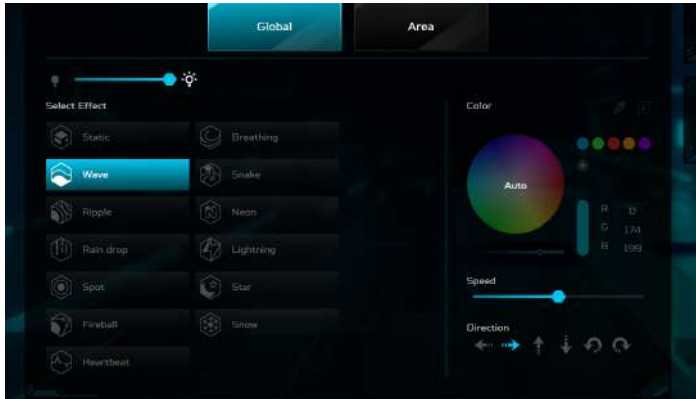 Global Area
Select Effect
Static Breathing
Wave Snake
Ripple Neon
Rain drop Lightning
Spot Star
Fireball Snow
Heartbeat
Color
Auto
R 0
G 174
B 199
Speed
Direction